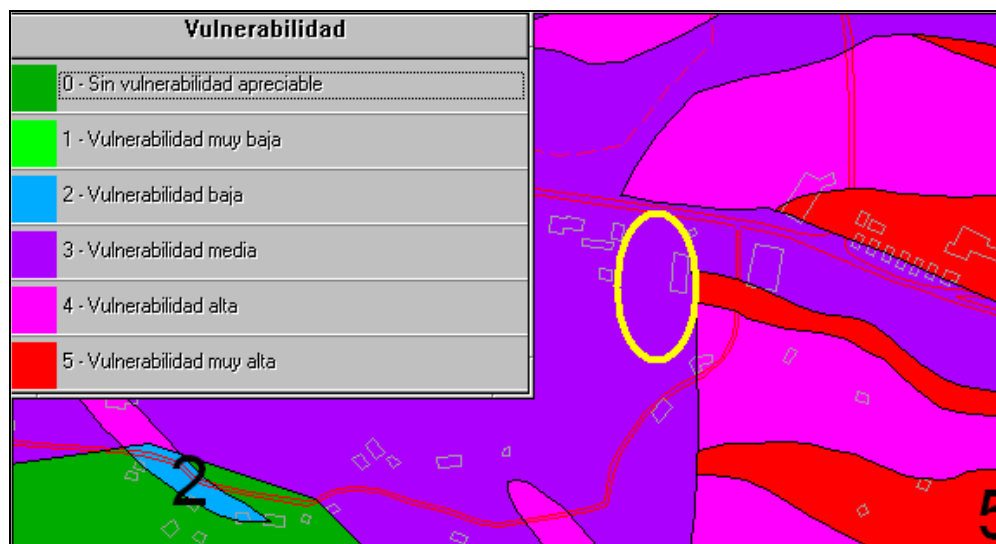 Vulnerabilidad
0 - Sin vulnerabilidad apreciable
1 - Vulnerabilidad muy baja
2 - Vulnerabilidad baja
3 - Vulnerabilidad media
4 - Vulnerabilidad alta
5 - Vulnerabilidad muy alta
2
5